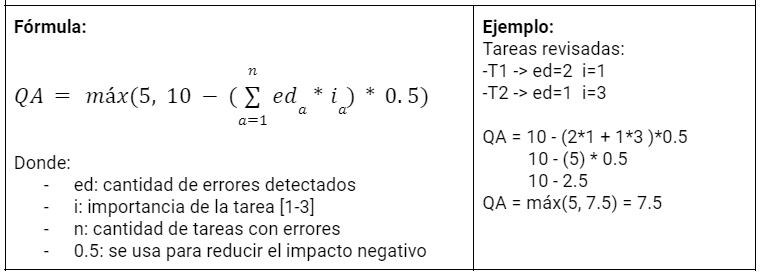 Fórmula:
QA = máx(5, 10 − ( ∑_{a=1}^{n} ed_a * i_a) * 0.5)
Donde:
- ed: cantidad de errores detectados
- i: importancia de la tarea [1-3]
- n: cantidad de tareas con errores
- 0.5: se usa para reducir el impacto negativo
Ejemplo:
Tareas revisadas:
-T1 -> ed=2 i=1
-T2 -> ed=1 i=3
QA = 10 - (2*1 + 1*3 )*0.5
10 - (5) * 0.5
10 - 2.5
QA = máx(5, 7.5) = 7.5